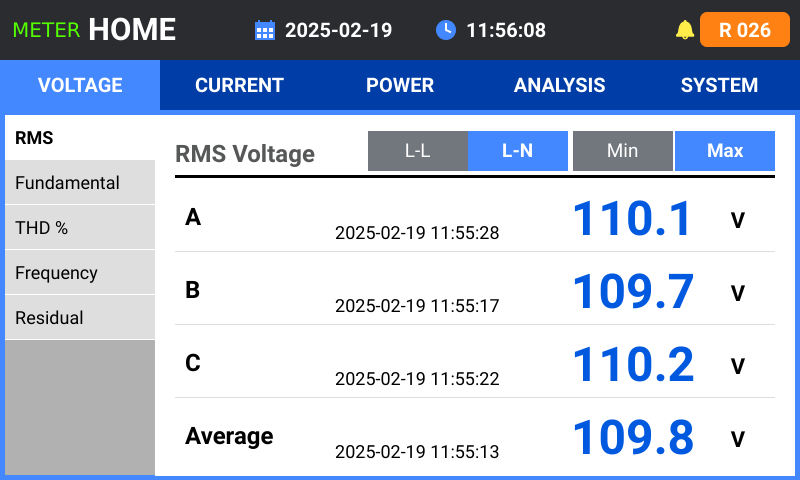 METER HOME 2025-02-19 11:56:08 R 026
VOLTAGE CURRENT POWER ANALYSIS SYSTEM
RMS
Fundamental
THD %
Frequency
Residual
RMS Voltage L-L L-N Min Max
A 2025-02-19 11:55:28 110.1 V
B 2025-02-19 11:55:17 109.7 V
C 2025-02-19 11:55:22 110.2 V
Average 2025-02-19 11:55:13 109.8 V